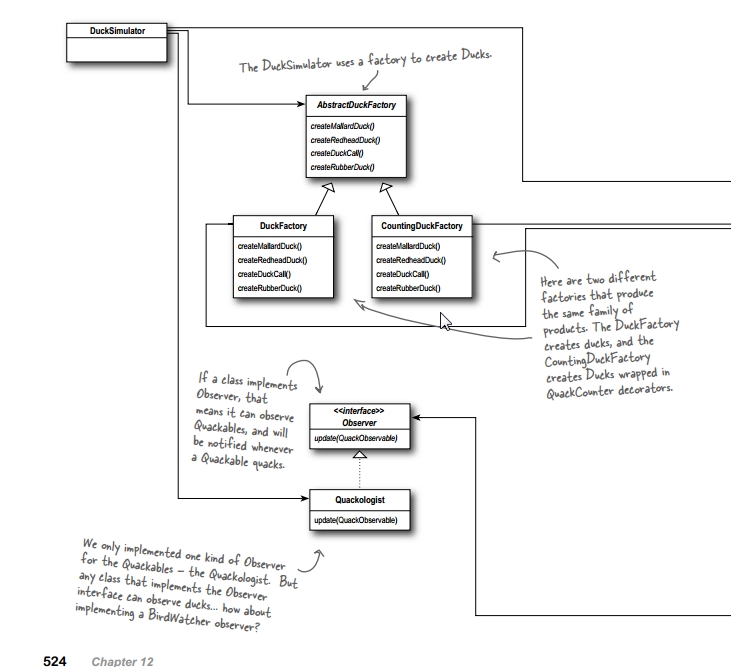 DuckSimulator
The DuckSimulator uses a factory to create Ducks.
AbstractDuckFactory
createMallardDuck()
createRedheadDuck()
createDuckCall()
createRubberDuck()
DuckFactory
createMallardDuck()
createRedheadDuck()
createDuckCall()
createRubberDuck()
CountingDuckFactory
createMallardDuck()
createRedheadDuck()
createDuckCall()
createRubberDuck()
Here are two different
factories that produce
the same family of
products. The DuckFactory
creates ducks, and the
CountingDuckFactory
creates Ducks wrapped in
QuackCounter decorators.
If a class implements
Observer, that
means it can observe
Quackables, and will
be notified whenever
a Quackable quacks.
<<interface>>
Observer
update(QuackObservable)
Quackologist
update(QuackObservable)
We only implemented one kind of Observer
for the Quackables – the Quackologist. But
any class that implements the Observer
interface can observe ducks... how about
implementing a BirdWatcher observer?
524 Chapter 12